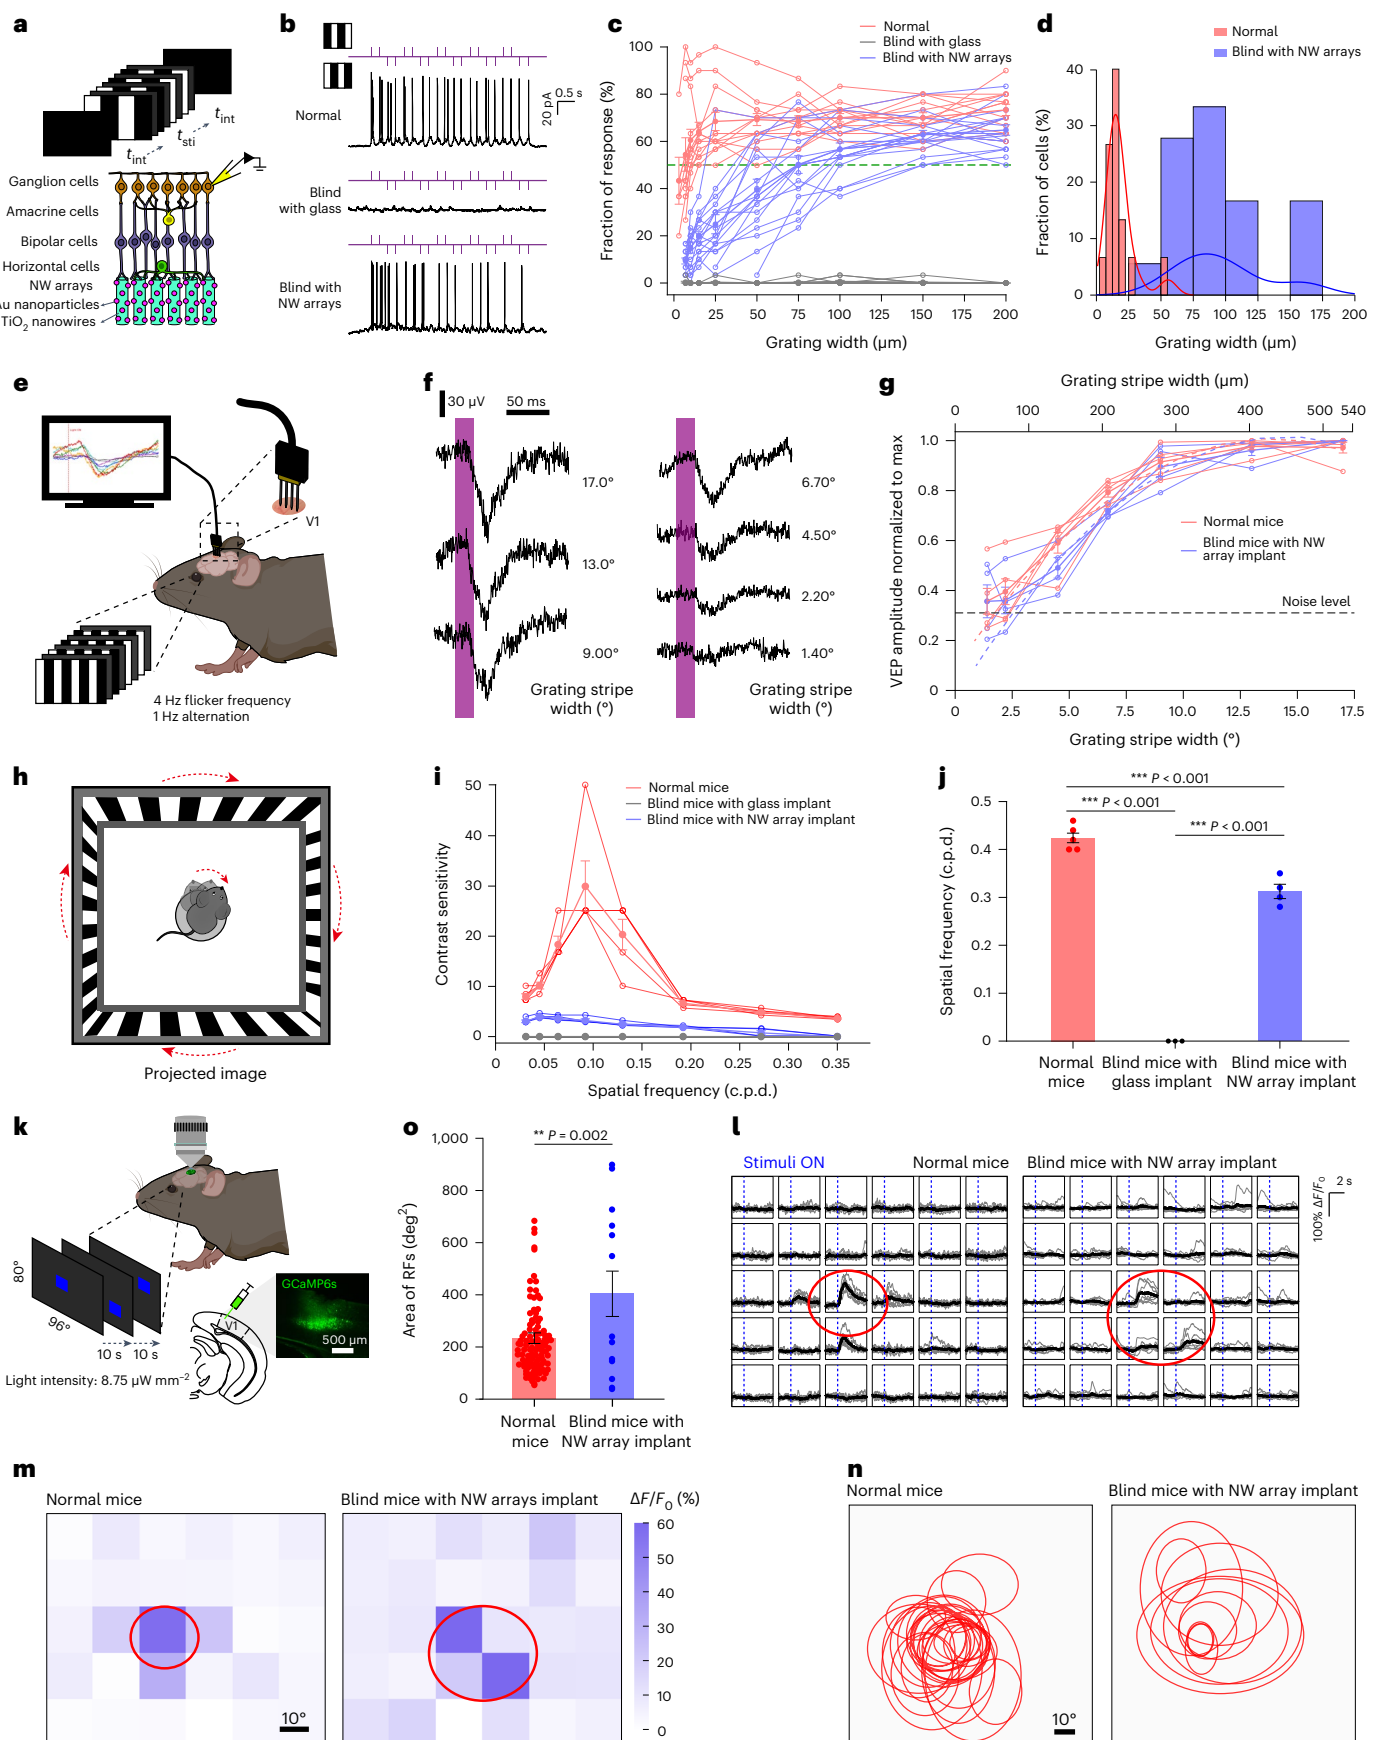 a
t int
t sti
t int
Ganglion cells
Amacrine cells
Bipolar cells
Horizontal cells
NW arrays
Au nanoparticles
TiO2 nanowires
b
Normal
20 pA
0.5 s
Blind
with glass
Blind with
NW arrays
c
Normal
Blind with glass
Blind with NW arrays
Fraction of response (%)
100
80
60
40
20
0
0 25 50 75 100 125 150 175 200
Grating width (µm)
d
Normal
Blind with NW arrays
Fraction of cells (%)
40
30
20
10
0
0 25 50 75 100 125 150 175 200
Grating width (µm)
e
V1
4 Hz flicker frequency
1 Hz alternation
f
30 µV
50 ms
17.0°
13.0°
9.00°
Grating stripe
width (°)
6.70°
4.50°
2.20°
1.40°
Grating stripe
width (°)
g
Grating stripe width (µm)
0 100 200 300 400 500 540
VEP amplitude normalized to max
1.0
0.8
0.6
0.4
0.2
0
Normal mice
Blind mice with NW
array implant
Noise level
0 2.5 5.0 7.5 10.0 12.5 15.0 17.5
Grating stripe width (°)
h
Projected image
i
Normal mice
Blind mice with glass implant
Blind mice with NW array implant
Contrast sensitivity
50
40
30
20
10
0
0 0.05 0.10 0.15 0.20 0.25 0.30 0.35
Spatial frequency (c.p.d.)
j
*** P < 0.001
*** P < 0.001
*** P < 0.001
Spatial frequency (c.p.d.)
0.5
0.4
0.3
0.2
0.1
0
Normal
mice
Blind mice with
glass implant
Blind mice with
NW array implant
k
80°
96°
10 s 10 s
Light intensity: 8.75 µW mm−2
V1
GCaMP6s
500 µm
o
** P = 0.002
Area of RFs (deg2)
1,000
800
600
400
200
0
Normal
mice
Blind mice with
NW array implant
l
Stimuli ON
Normal mice
Blind mice with NW array implant
2 s
100% ΔF/F0
m
Normal mice
10°
Blind mice with NW arrays implant
ΔF/F0 (%)
60
50
40
30
20
10
0
n
Normal mice
10°
Blind mice with NW array implant